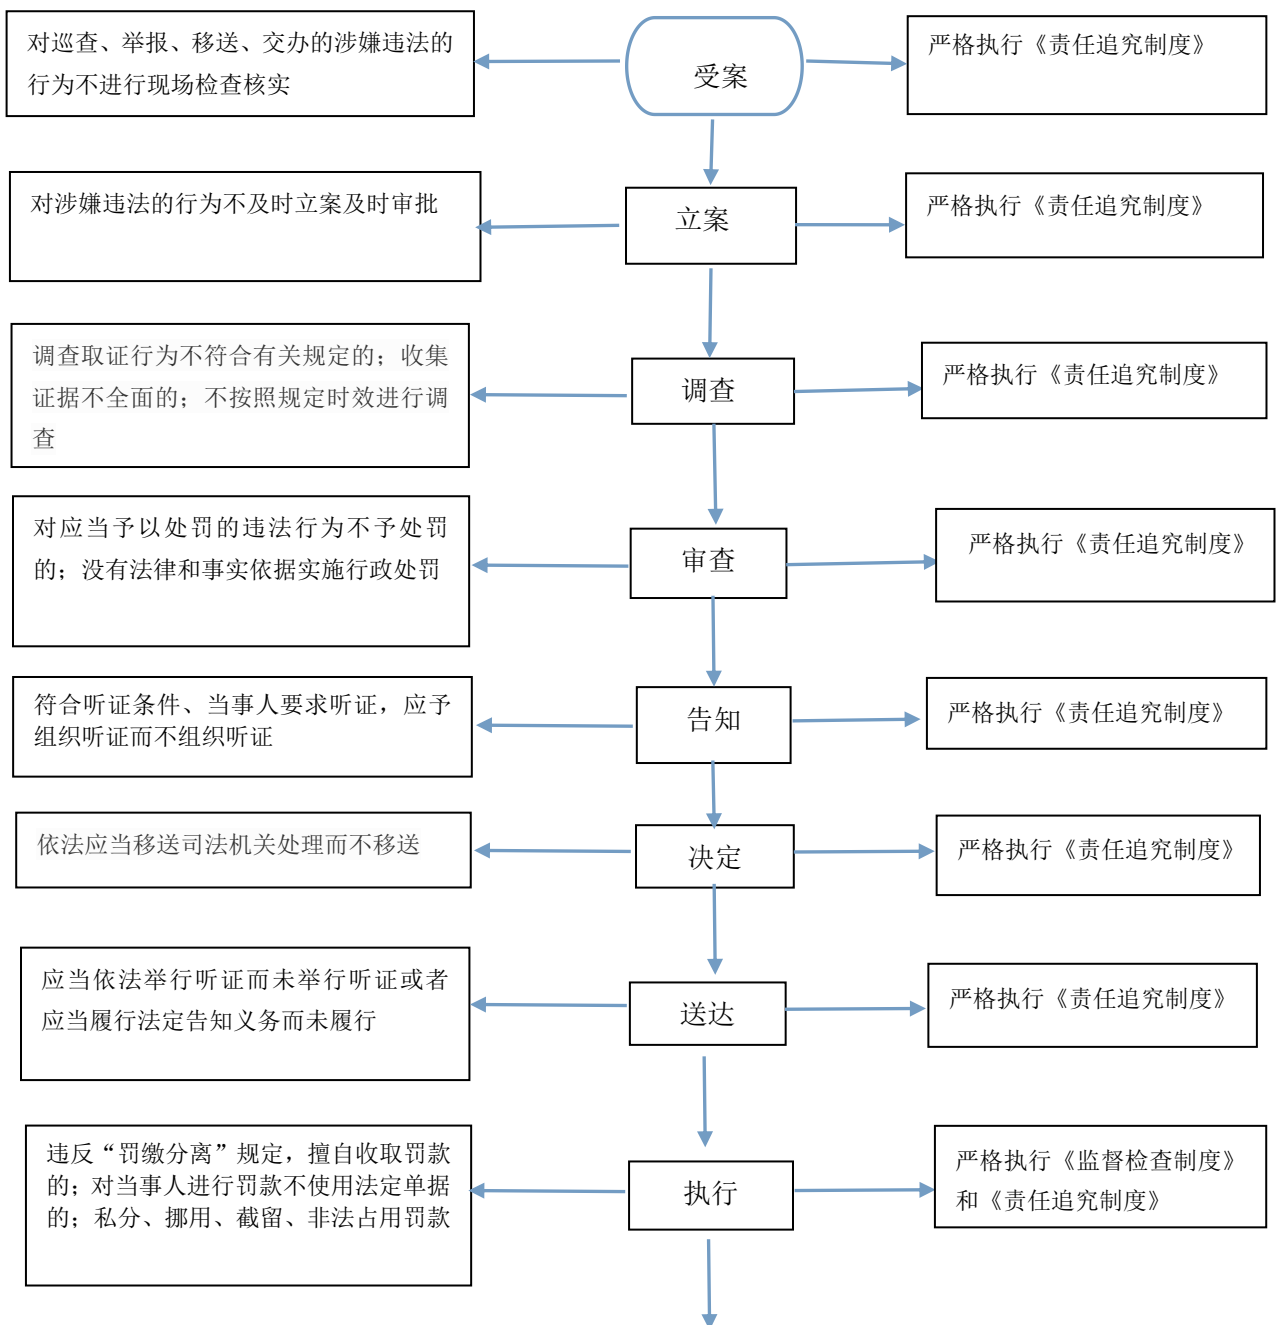 对巡查、举报、移送、交办的涉嫌违法的
行为不进行现场检查核实
受案
严格执行《责任追究制度》
对涉嫌违法的行为不及时立案及时审批
立案
严格执行《责任追究制度》
调查取证行为不符合有关规定的；收集
证据不全面的；不按照规定时效进行调
查
调查
严格执行《责任追究制度》
对应当予以处罚的违法行为不予处罚
的；没有法律和事实依据实施行政处罚
审查
严格执行《责任追究制度》
符合听证条件、当事人要求听证，应予
组织听证而不组织听证
告知
严格执行《责任追究制度》
依法应当移送司法机关处理而不移送
决定
严格执行《责任追究制度》
应当依法举行听证而未举行听证或者
应当履行法定告知义务而未履行
送达
严格执行《责任追究制度》
违反“罚缴分离”规定，擅自收取罚款
的；对当事人进行罚款不使用法定单据
的；私分、挪用、截留、非法占用罚款
执行
严格执行《监督检查制度》
和《责任追究制度》